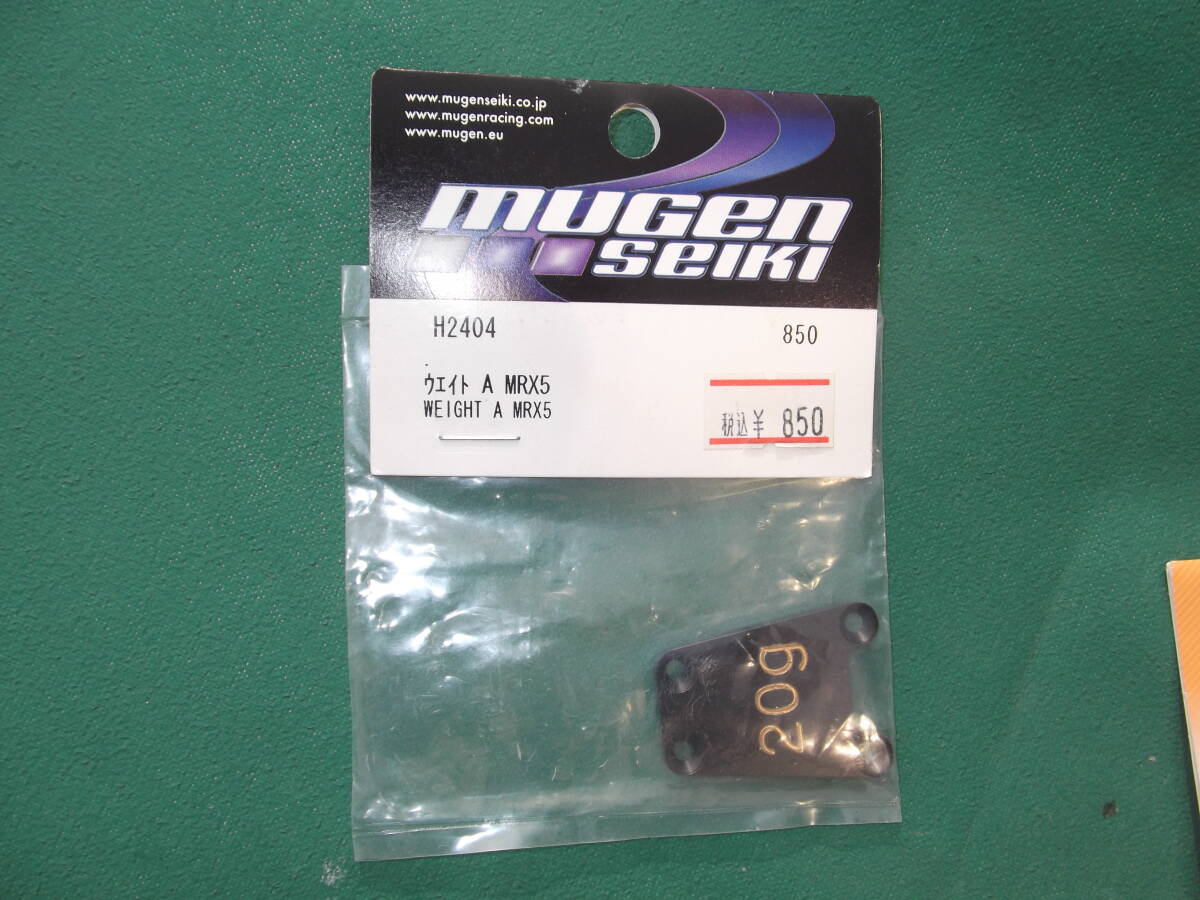 www.mugenseiki.co.jp
www.mugenracing.com
www.mugen.eu
mugen
seiki
H2404 850
ウエイト A MRX5
WEIGHT A MRX5
税込¥ 850
20g